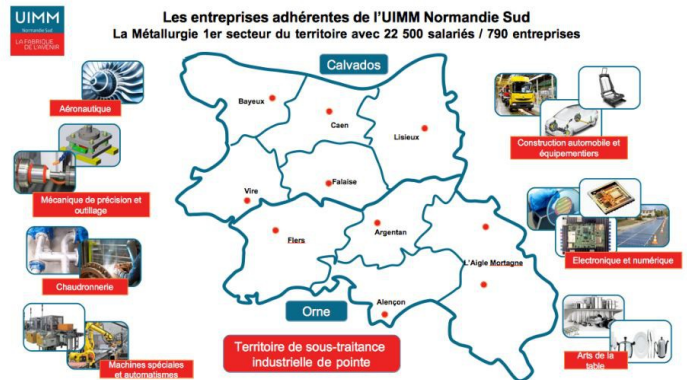 UIMM
Normandie Sud
LA FABRIQUE
DE L'AVENIR
Les entreprises adhérentes de l'UIMM Normandie Sud
La Métallurgie 1er secteur du territoire avec 22 500 salariés / 790 entreprises
Calvados
Bayeux
Caen
Lisieux
Vire
Falaise
Flers
Argentan
L'Aigle Mortagne
Alençon
Orne
Territoire de sous-traitance
industrielle de pointe
Aéronautique
Mécanique de précision et
outillage
Chaudronnerie
Machines spéciales
et automatismes
Construction automobile et
équipementiers
Electronique et numérique
Arts de la
table